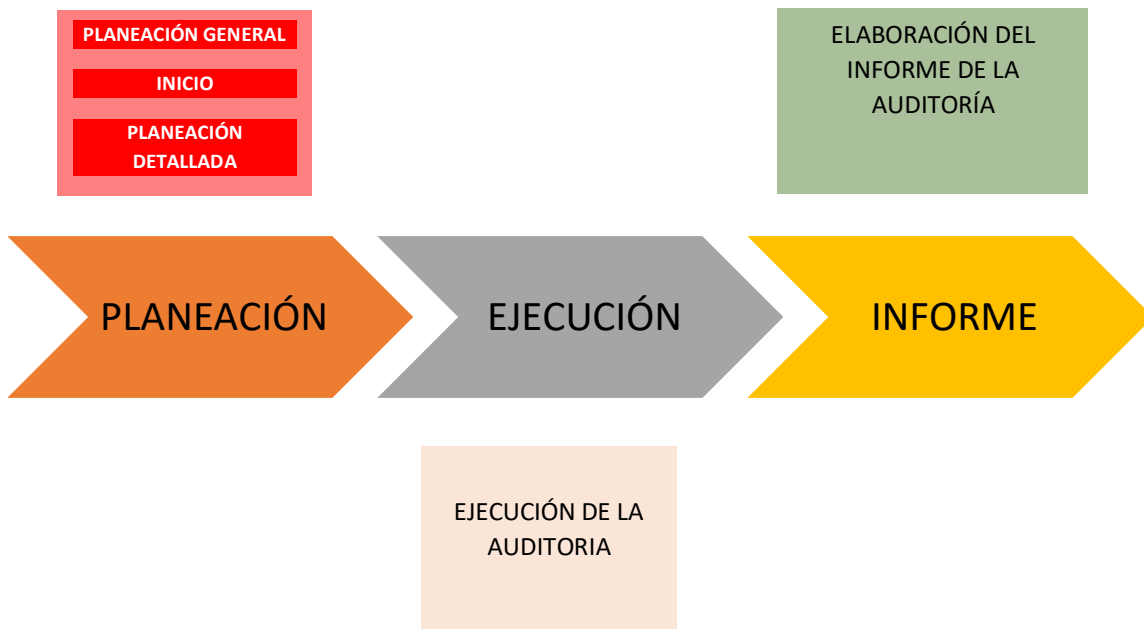 PLANEACIÓN GENERAL
INICIO
PLANEACIÓN
DETALLADA
ELABORACIÓN DEL
INFORME DE LA
AUDITORÍA
PLANEACIÓN
EJECUCIÓN
INFORME
EJECUCIÓN DE LA
AUDITORIA